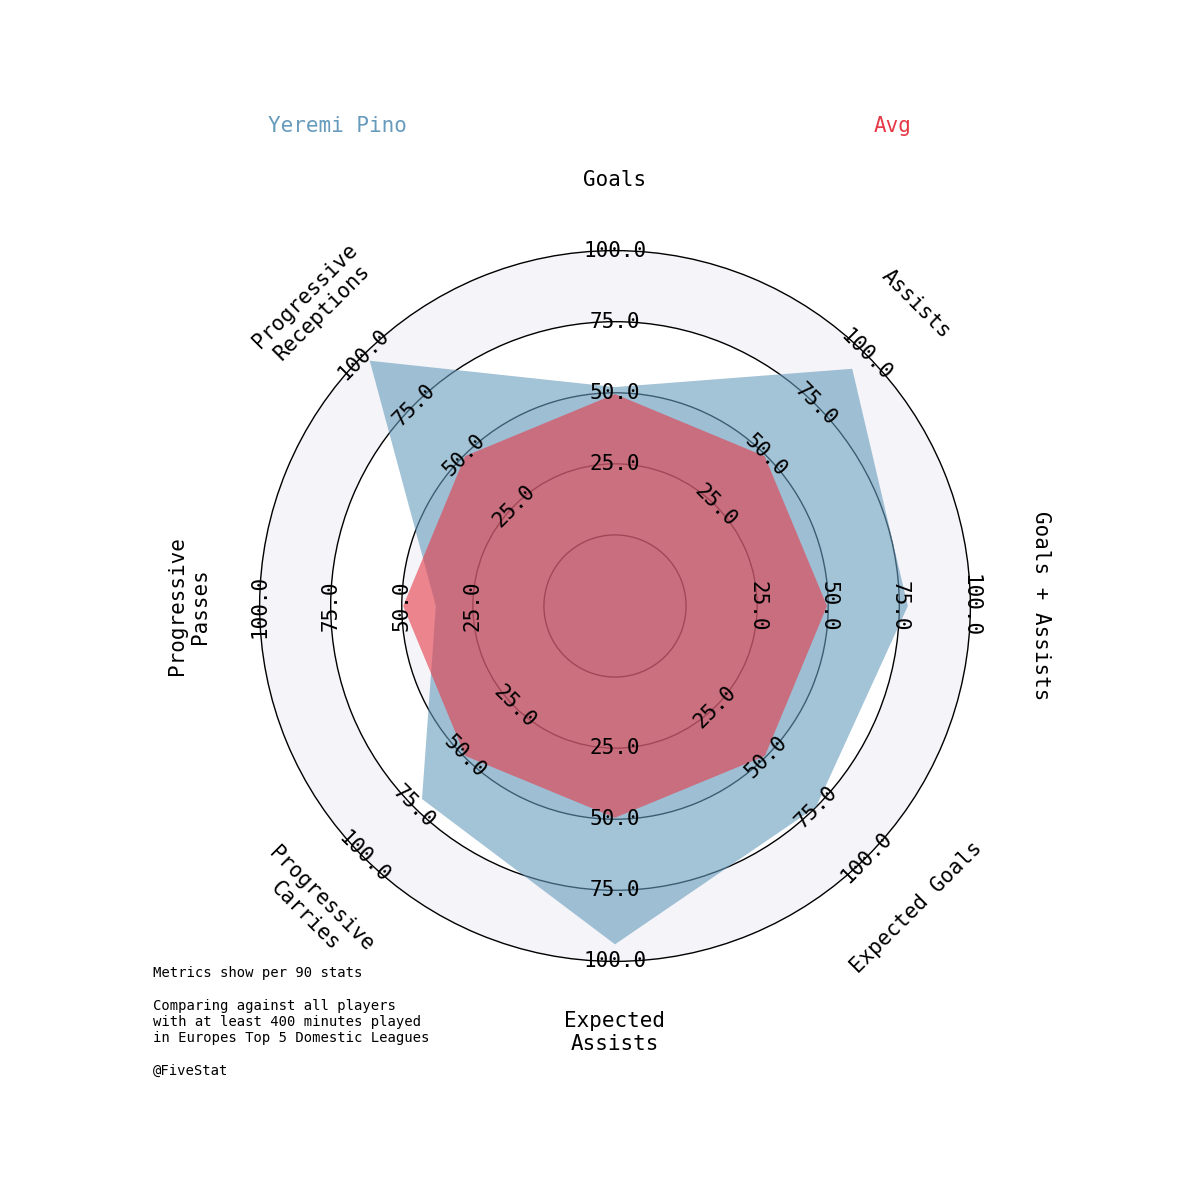 Yeremi Pino
Avg
Goals
Assists
Goals + Assists
Expected Goals
Expected
Assists
Progressive
Carries
Progressive
Passes
Progressive
Receptions
25.0
50.0
75.0
100.0
25.0
50.0
75.0
100.0
25.0
50.0
75.0
100.0
25.0
50.0
75.0
100.0
25.0
50.0
75.0
100.0
25.0
50.0
75.0
100.0
25.0
50.0
75.0
100.0
25.0
50.0
75.0
100.0
Metrics show per 90 stats
Comparing against all players
with at least 400 minutes played
in Europes Top 5 Domestic Leagues
@FiveStat